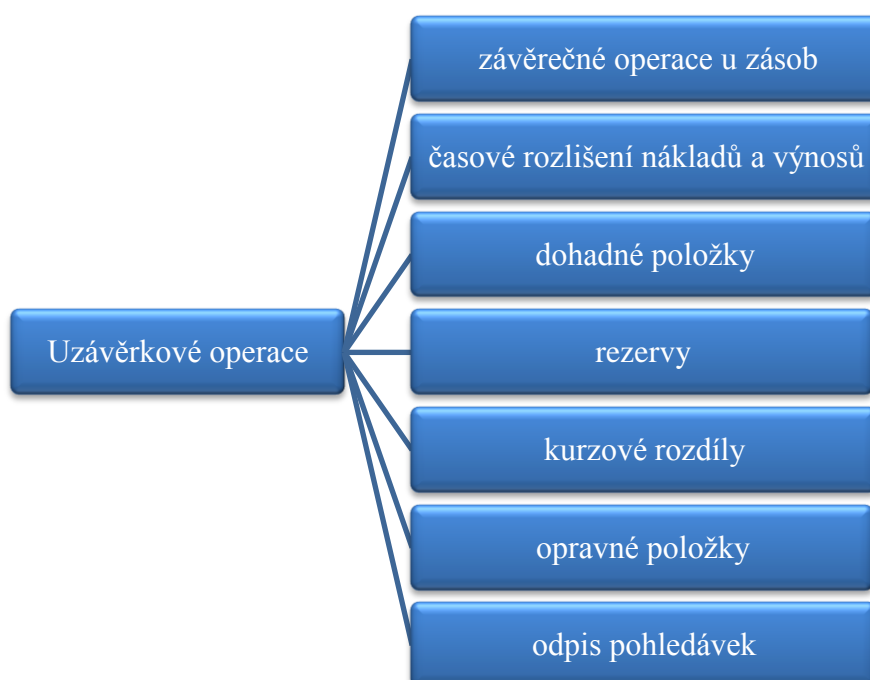 závěrečné operace u zásob
časové rozlišení nákladů a výnosů
dohadné položky
Uzávěrkové operace
rezervy
kurzové rozdíly
opravné položky
odpis pohledávek